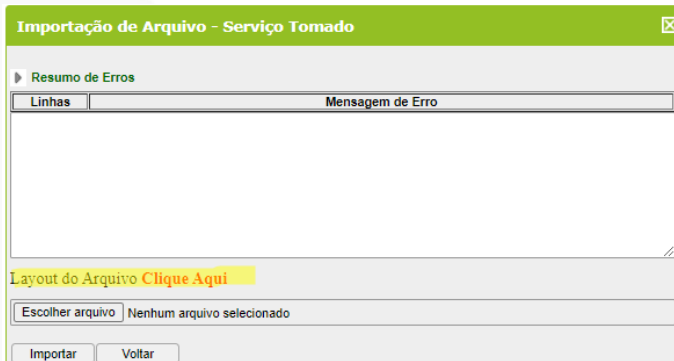 Importação de Arquivo - Serviço Tomado
Resumo de Erros
Linhas Mensagem de Erro
Layout do Arquivo Clique Aqui
Escolher arquivo Nenhum arquivo selecionado
Importar Voltar